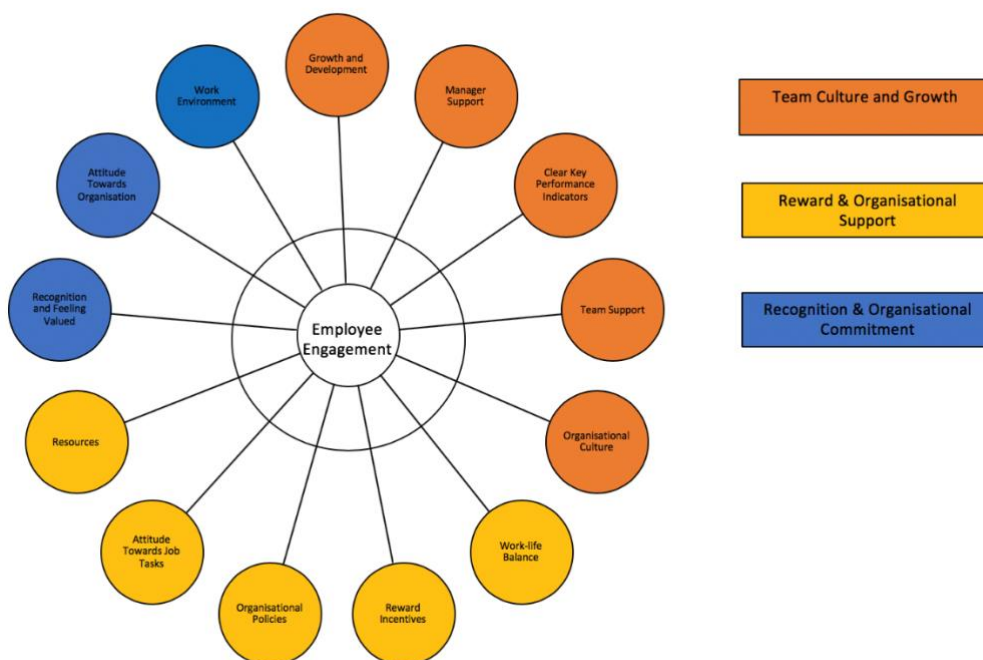 Growth and
Development
Manager
Support
Clear Key
Performance
Indicators
Team Support
Organisational
Culture
Work-life
Balance
Reward
Incentives
Organisational
Policies
Attitude
Towards Job
Tasks
Resources
Recognition
and Feeling
Valued
Attitude
Towards
Organisation
Work
Environment
Employee
Engagement
Team Culture and Growth
Reward & Organisational
Support
Recognition & Organisational
Commitment